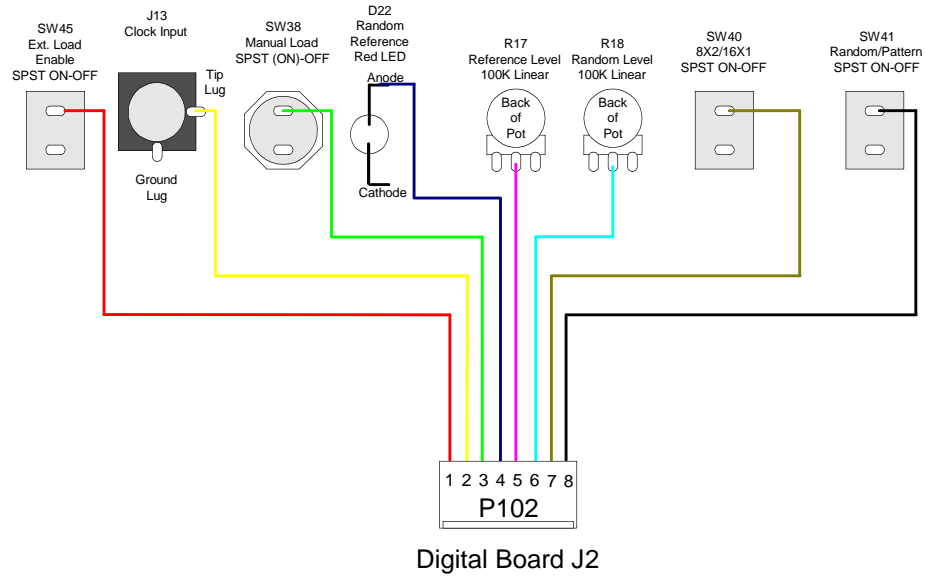 SW45
Ext. Load
Enable
SPST ON-OFF
J13
Clock Input
Tip
Lug
Ground
Lug
SW38
Manual Load
SPST (ON)-OFF
D22
Random
Reference
Red LED
Anode
Cathode
R17
Reference Level
100K Linear
Back
of
Pot
R18
Random Level
100K Linear
Back
of
Pot
SW40
8X2/16X1
SPST ON-OFF
SW41
Random/Pattern
SPST ON-OFF
1 2 3 4 5 6 7 8
P102
Digital Board J2